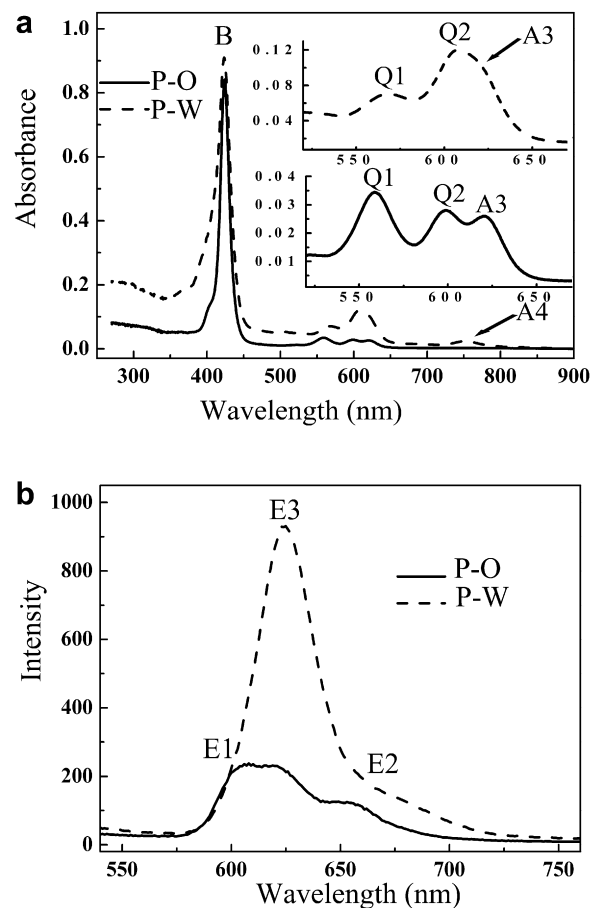 a
B
P-O
P-W
Absorbance
1.0
0.8
0.6
0.4
0.2
0.0
Q1
Q2
A3
0.12
0.08
0.04
550 600 650
Q1
Q2
A3
0.04
0.03
0.02
0.01
550 600 650
A4
300 400 500 600 700 800 900
Wavelength (nm)
b
E3
P-O
P-W
Intensity
1000
800
600
400
200
0
E1
E2
550 600 650 700 750
Wavelength (nm)